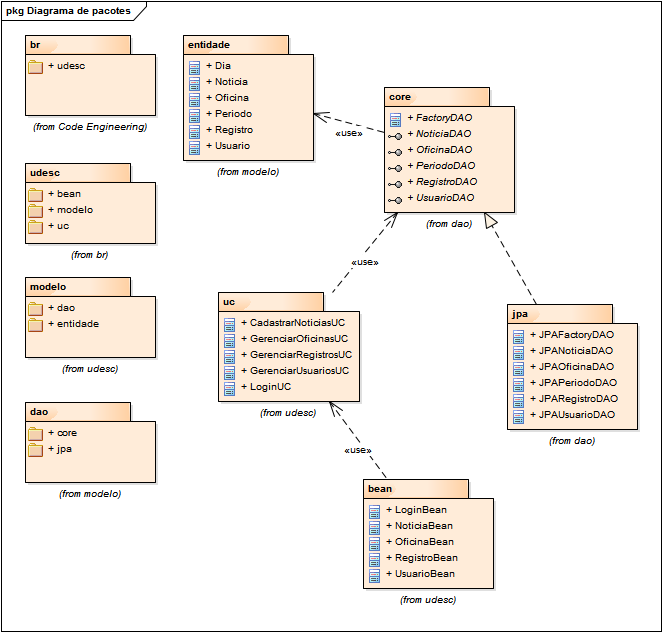 pkg Diagrama de pacotes
br
+ udesc
(from Code Engineering)
udesc
+ bean
+ modelo
+ uc
(from br)
modelo
+ dao
+ entidade
(from udesc)
dao
+ core
+ jpa
(from modelo)
entidade
+ Dia
+ Noticia
+ Oficina
+ Periodo
+ Registro
+ Usuario
(from modelo)
«use»
core
+ FactoryDAO
+ NoticiaDAO
+ OficinaDAO
+ PeriodoDAO
+ RegistroDAO
+ UsuarioDAO
(from dao)
«use»
uc
+ CadastrarNoticiasUC
+ GerenciarOficinasUC
+ GerenciarRegistrosUC
+ GerenciarUsuariosUC
+ LoginUC
(from udesc)
jpa
+ JPAFactoryDAO
+ JPANoticiaDAO
+ JPAOficinaDAO
+ JPAPeriodoDAO
+ JPARegistroDAO
+ JPAUsuarioDAO
(from dao)
«use»
bean
+ LoginBean
+ NoticiaBean
+ OficinaBean
+ RegistroBean
+ UsuarioBean
(from udesc)